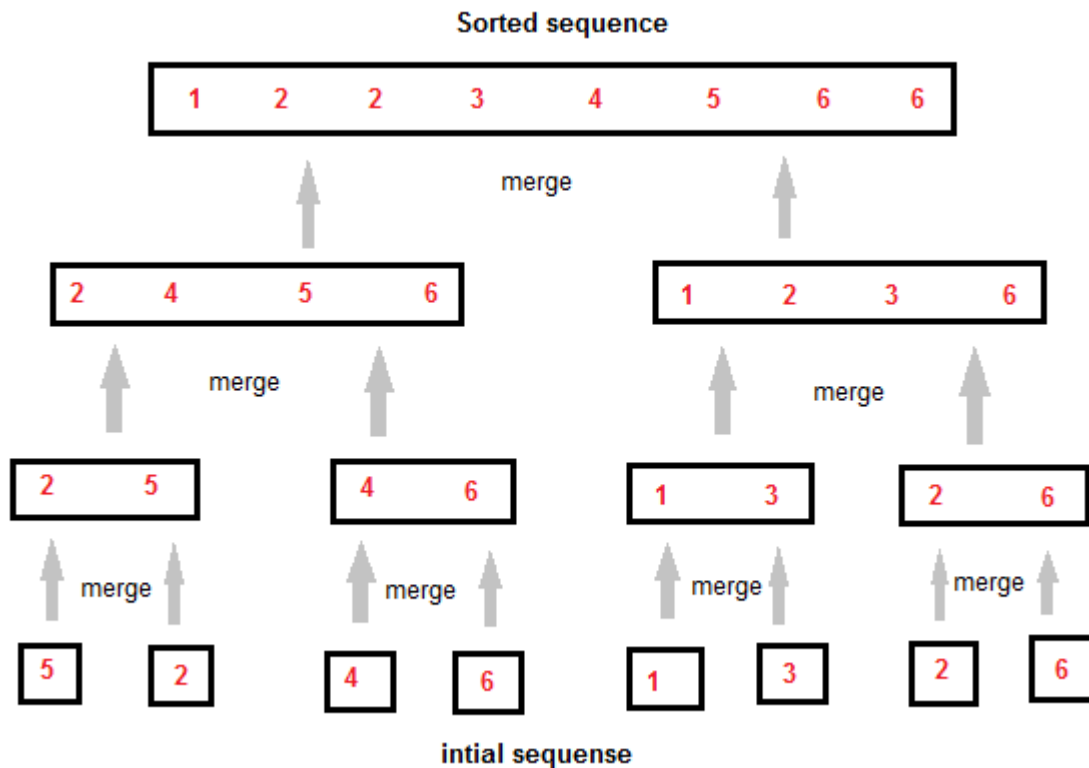 Sorted sequence
1 2 2 3 4 5 6 6
merge
2 4 5 6
1 2 3 6
merge
merge
2 5
4 6
1 3
2 6
merge
merge
merge
merge
5
2
4
6
1
3
2
6
intial sequense